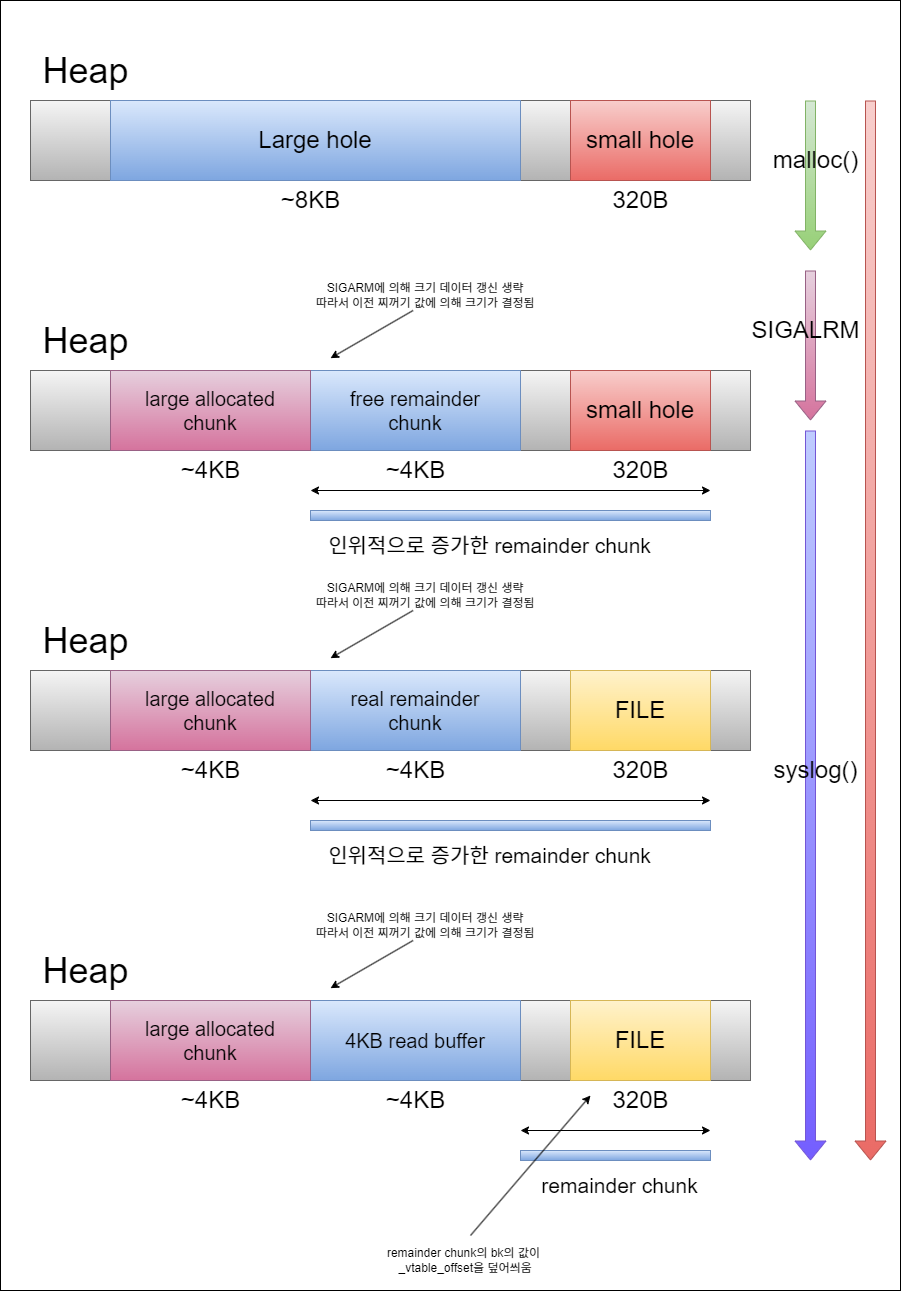 Heap
Large hole
small hole
~8KB
320B
malloc()
SIGARM에 의해 크기 데이터 갱신 생략
따라서 이전 찌꺼기 값에 의해 크기가 결정됨
Heap
SIGALRM
large allocated
chunk
free remainder
chunk
small hole
~4KB
~4KB
320B
인위적으로 증가한 remainder chunk
SIGARM에 의해 크기 데이터 갱신 생략
따라서 이전 찌꺼기 값에 의해 크기가 결정됨
Heap
large allocated
chunk
real remainder
chunk
FILE
~4KB
~4KB
320B
syslog()
인위적으로 증가한 remainder chunk
SIGARM에 의해 크기 데이터 갱신 생략
따라서 이전 찌꺼기 값에 의해 크기가 결정됨
Heap
large allocated
chunk
4KB read buffer
FILE
~4KB
~4KB
320B
remainder chunk
remainder chunk의 bk의 값이
_vtable_offset을 덮어씌움